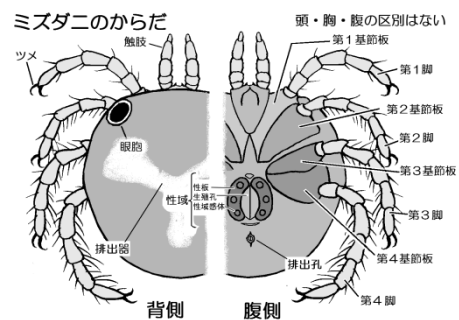 ミズダニのからだ
頭・胸・腹の区別はない
触肢
第1基節板
ツメ
第1脚
第2基節板
第2脚
眼胞
第3基節板
性域
性板
生殖孔
性域感体
第3脚
排出器
排出孔
第4基節板
背側
腹側
第4脚